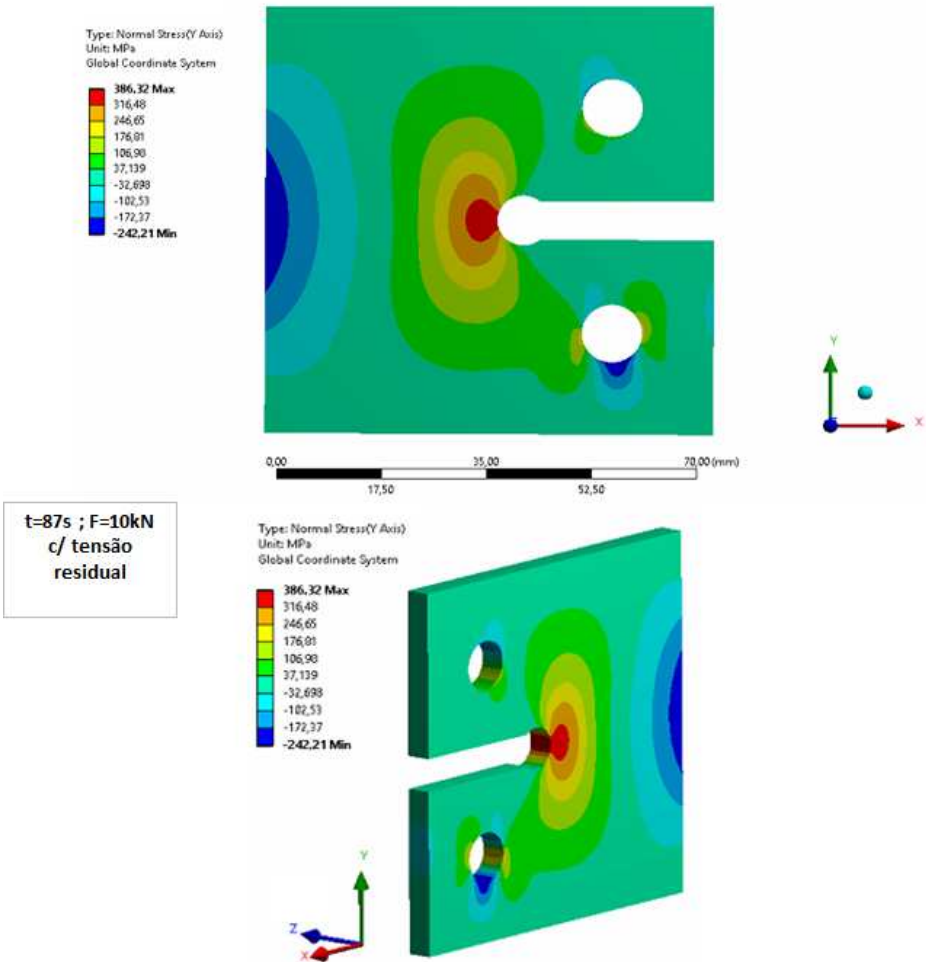 Type: Normal Stress(Y Axis)
Unit: MPa
Global Coordinate System
386,32 Max
316,48
246,65
176,81
106,98
37,139
-32,698
-102,53
-172,37
-242,21 Min
Y
X
0,00 35,00 70,00 (mm)
17,50 52,50
t=87s ; F=10kN
c/ tensão
residual
Type: Normal Stress(Y Axis)
Unit: MPa
Global Coordinate System
386,32 Max
316,48
246,65
176,81
106,98
37,139
-32,698
-102,53
-172,37
-242,21 Min
Y
Z
X